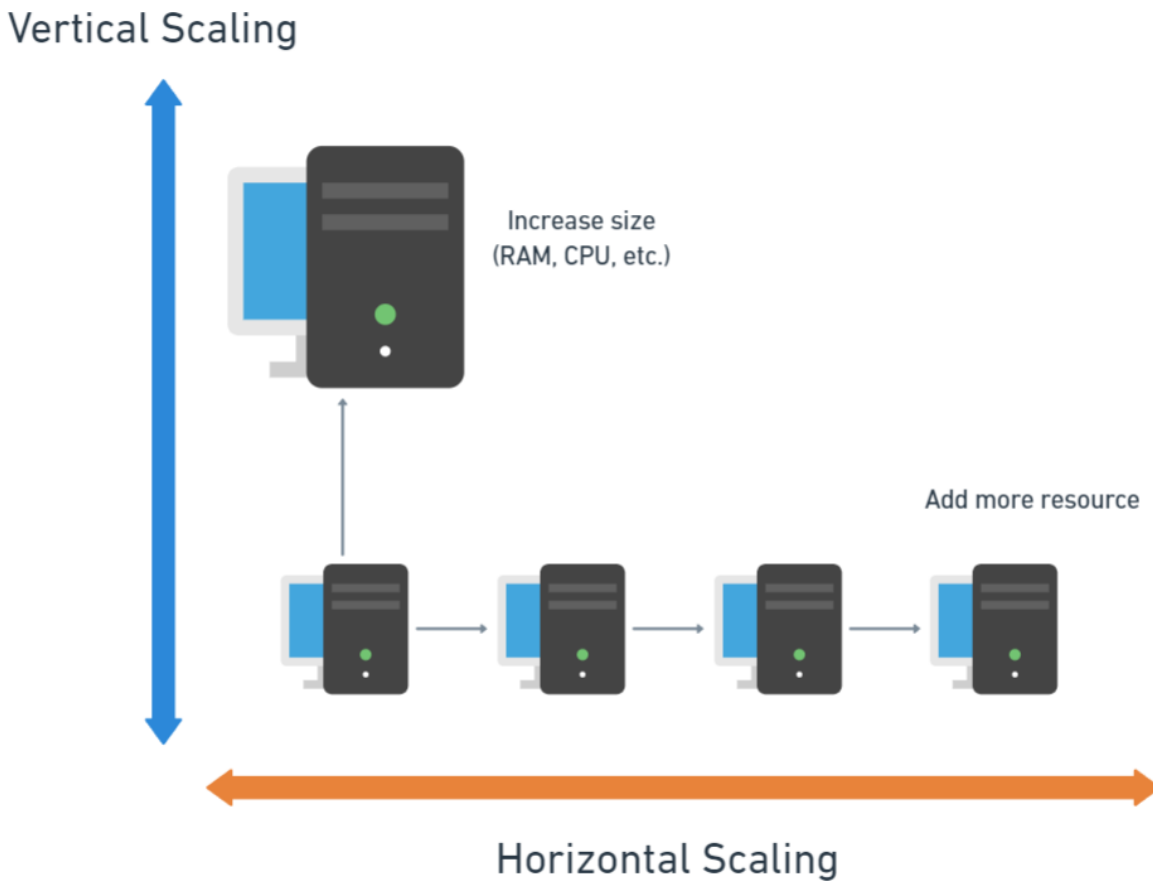 Vertical Scaling
Increase size
(RAM, CPU, etc.)
Add more resource
Horizontal Scaling